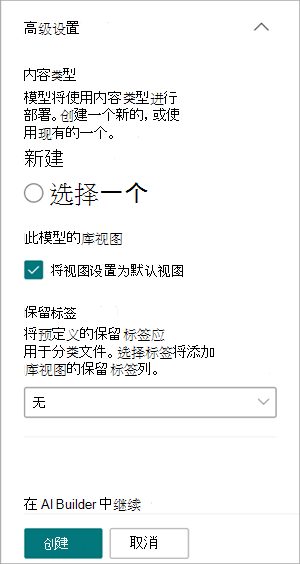 高级设置
内容类型
模型将使用内容类型进行
部署。创建一个新的，或使
用现有的一个。
新建
选择一个
此模型的库视图
将视图设置为默认视图
保留标签
将预定义的保留标签应
用于分类文件。选择标签将添加
库视图的保留标签列。
无
在 AI Builder 中继续
创建
取消